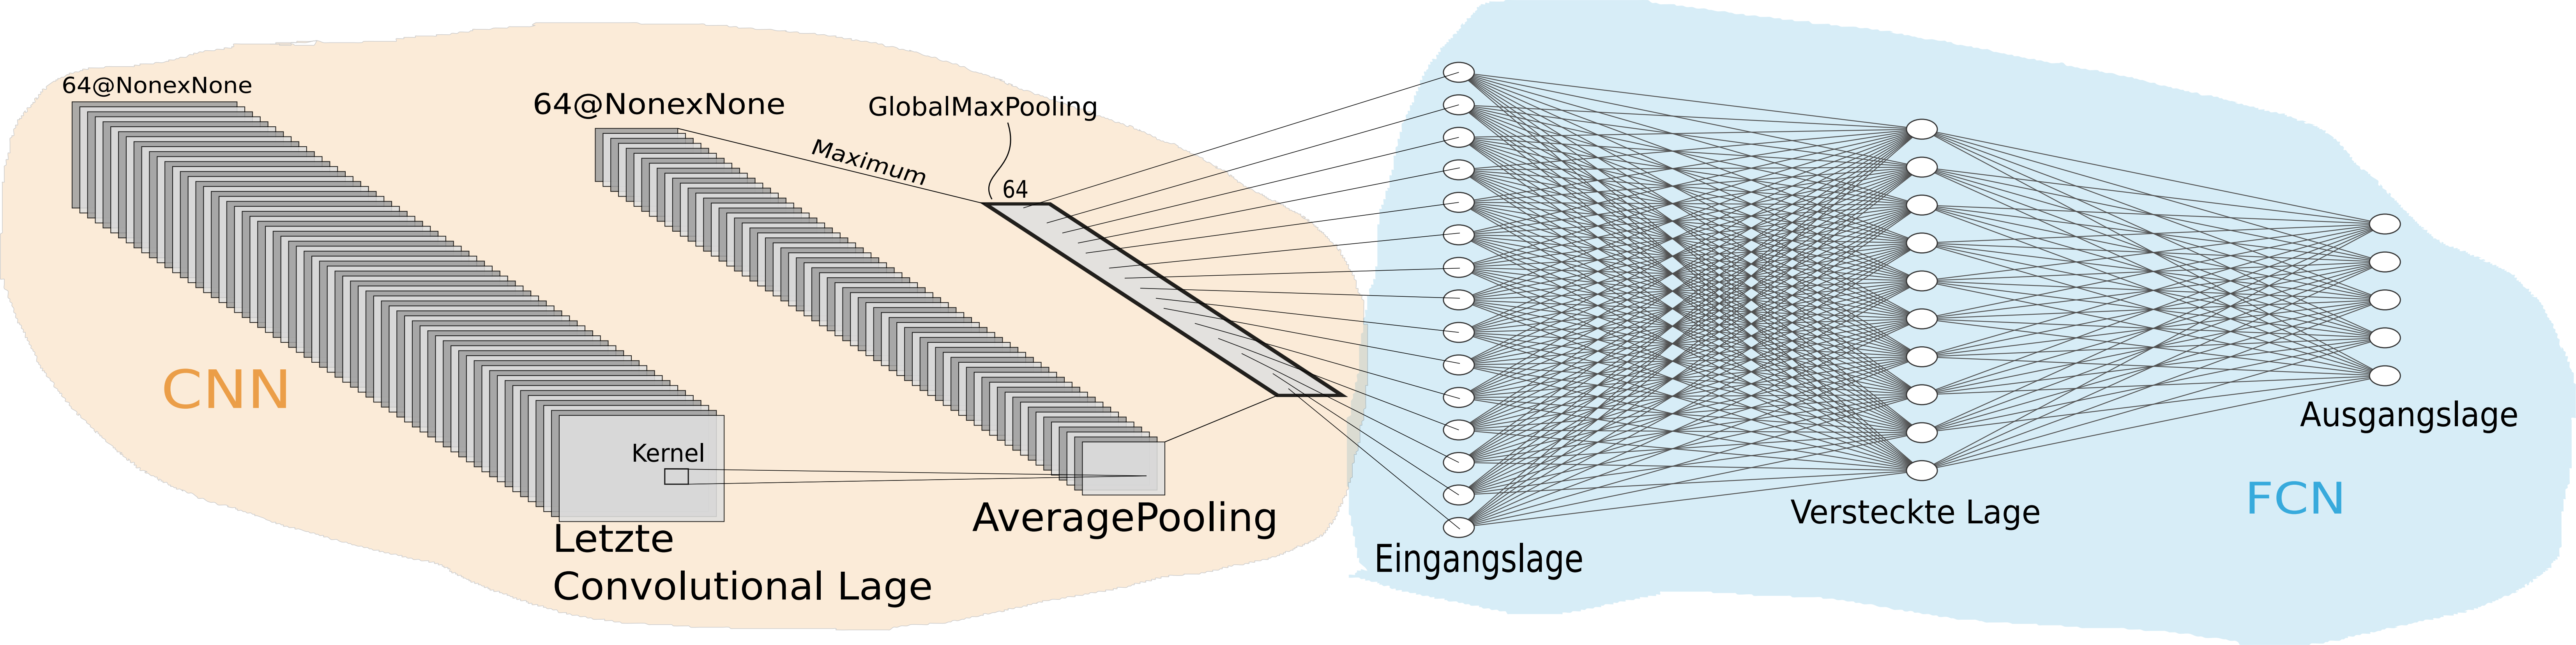 64@NonexNone
64@NonexNone
GlobalMaxPooling
Maximum
64
CNN
Kernel
Letzte
Convolutional Lage
AveragePooling
Eingangslage
Versteckte Lage
Ausgangslage
FCN